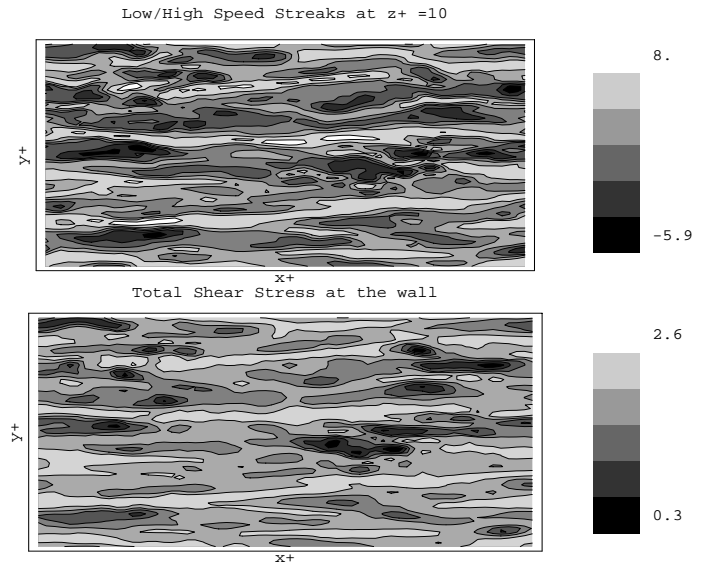 Low/High Speed Streaks at z+ =10
8.
y+
-5.9
x+
Total Shear Stress at the wall
2.6
y+
0.3
x+